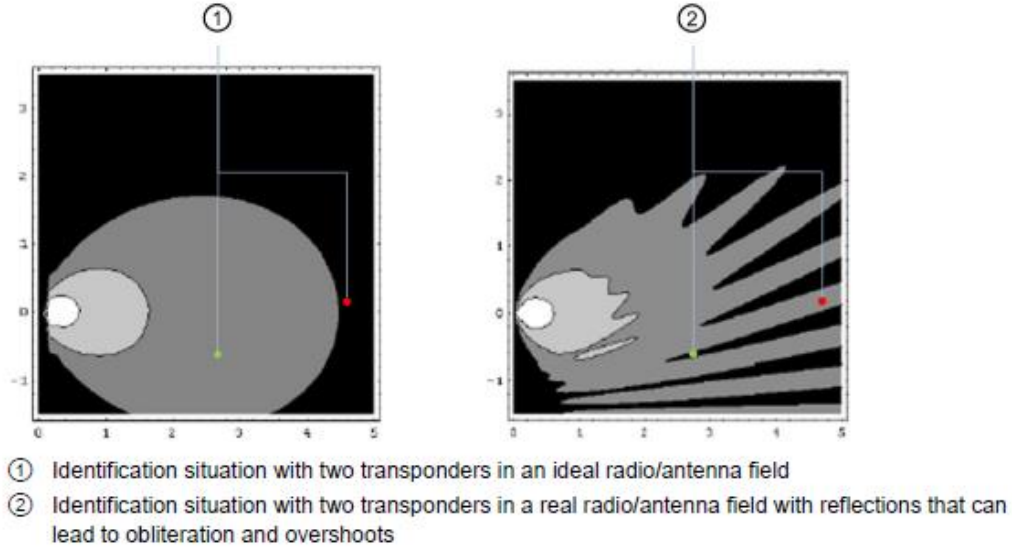 ① ②
3 3
2 2
1 1
0 0
-1 -1
0 1 2 3 4 5 0 1 2 3 4 5
① Identification situation with two transponders in an ideal radio/antenna field
② Identification situation with two transponders in a real radio/antenna field with reflections that can
lead to obliteration and overshoots